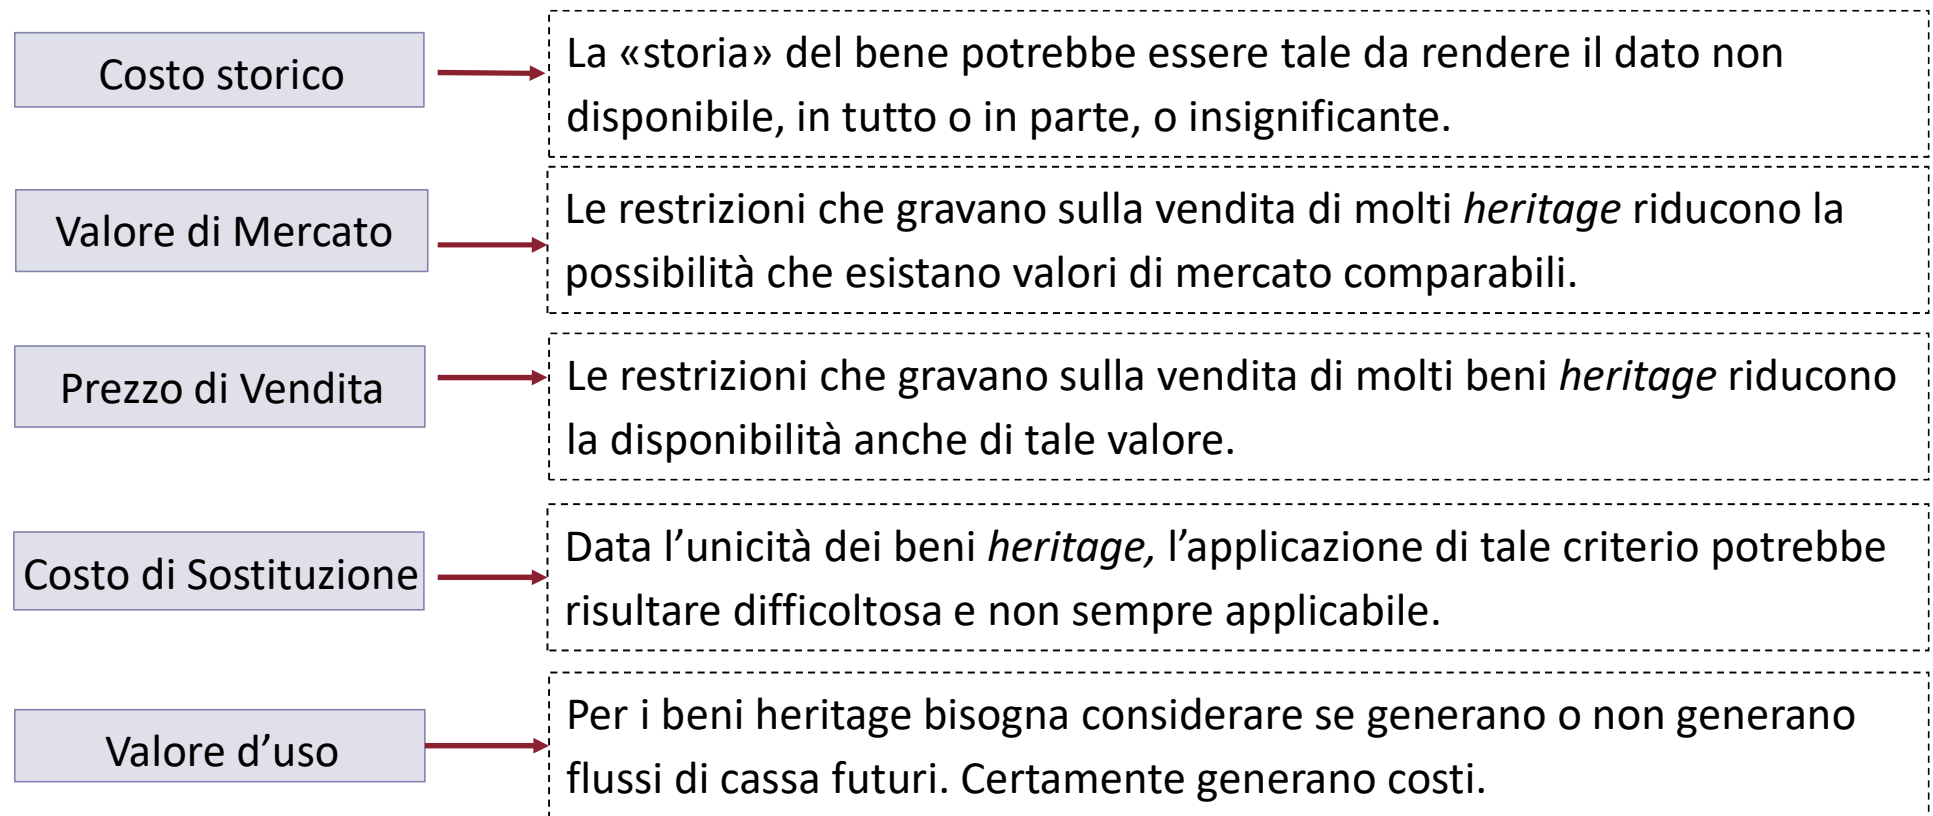 Costo storico
La «storia» del bene potrebbe essere tale da rendere il dato non
disponibile, in tutto o in parte, o insignificante.
Valore di Mercato
Le restrizioni che gravano sulla vendita di molti heritage riducono la
possibilità che esistano valori di mercato comparabili.
Prezzo di Vendita
Le restrizioni che gravano sulla vendita di molti beni heritage riducono
la disponibilità anche di tale valore.
Costo di Sostituzione
Data l’unicità dei beni heritage, l’applicazione di tale criterio potrebbe
risultare difficoltosa e non sempre applicabile.
Valore d’uso
Per i beni heritage bisogna considerare se generano o non generano
flussi di cassa futuri. Certamente generano costi.